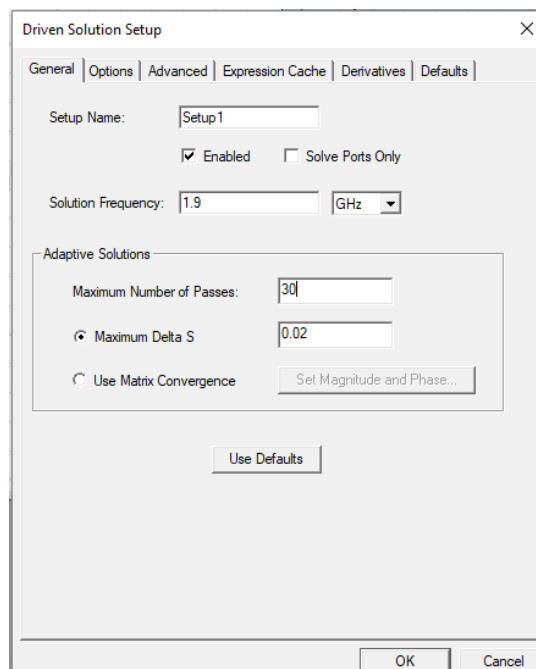 Driven Solution Setup
General Options Advanced Expression Cache Derivatives Defaults
Setup Name: Setup1
Enabled Solve Ports Only
Solution Frequency: 1.9 GHz
Adaptive Solutions
Maximum Number of Passes: 30
Maximum Delta S 0.02
Use Matrix Convergence Set Magnitude and Phase...
Use Defaults
OK Cancel